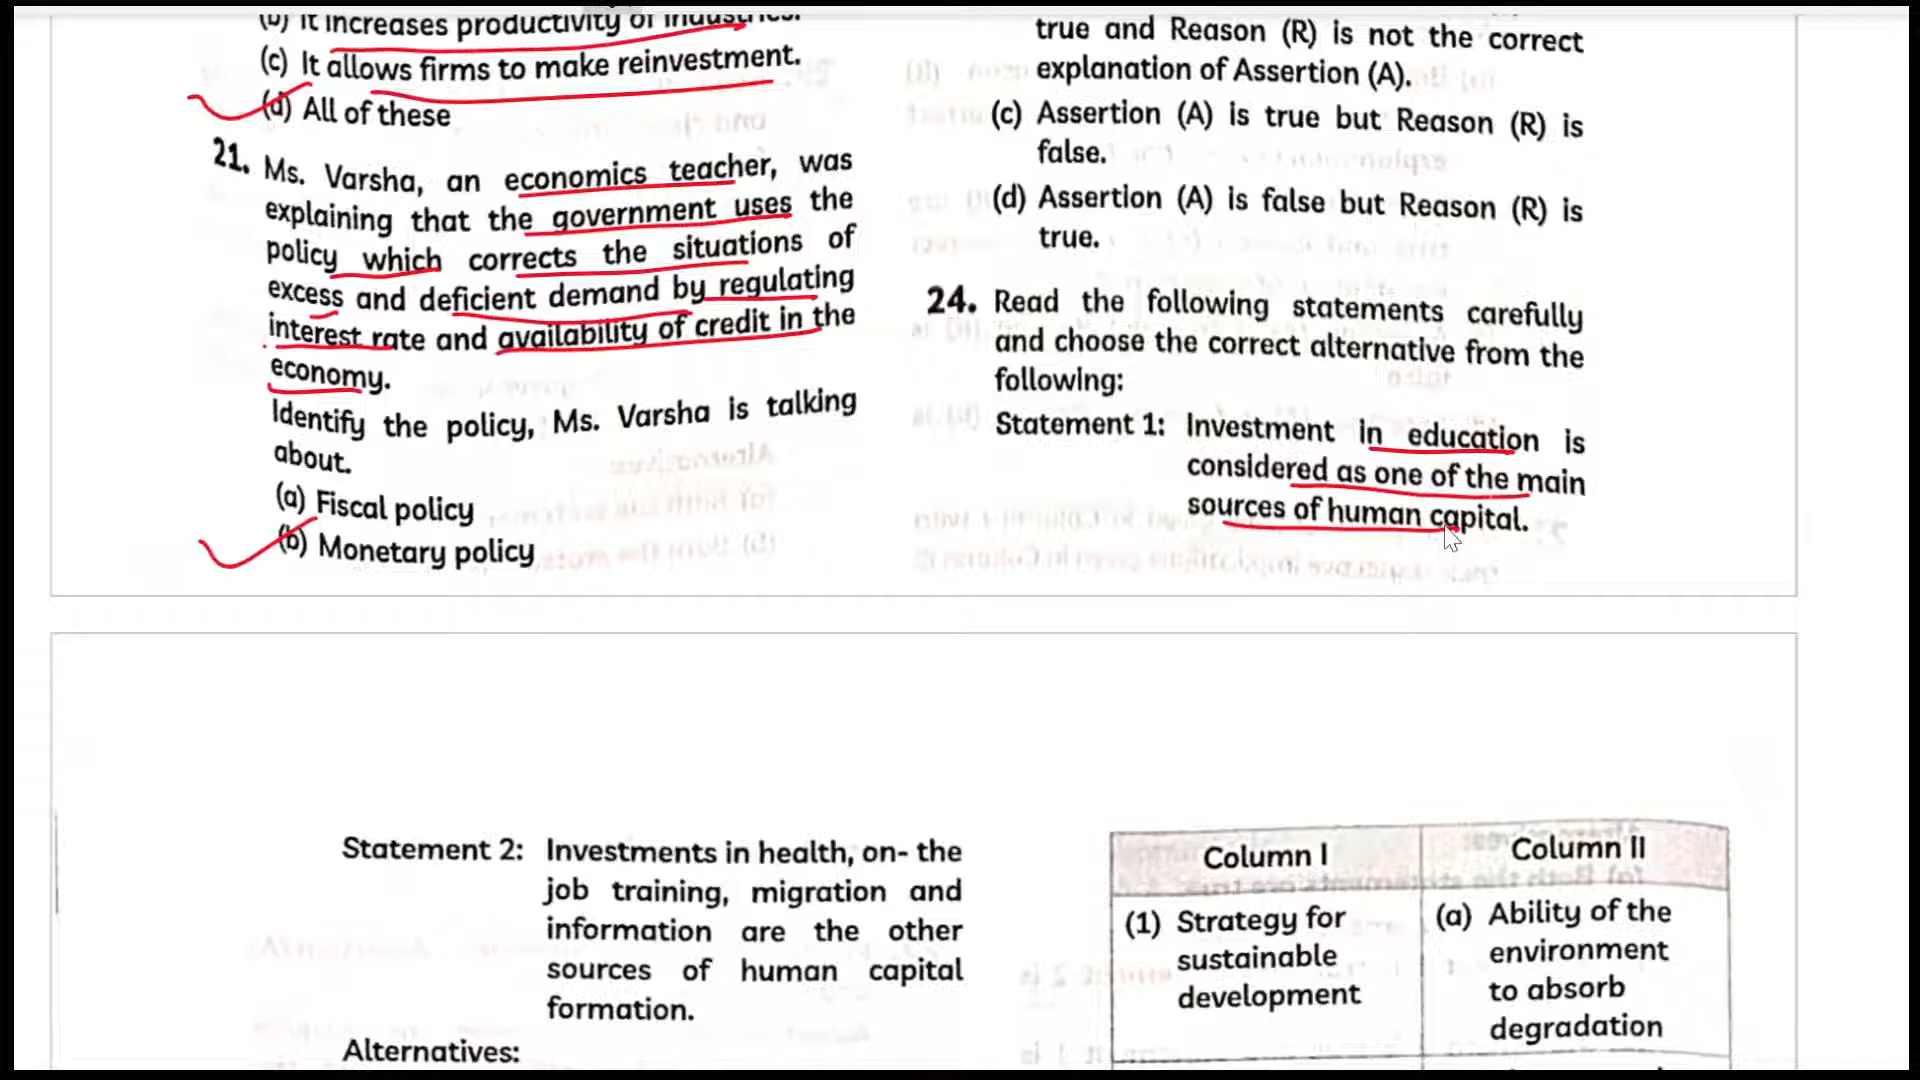 (b) It increases productivity of industries.
(c) It allows firms to make reinvestment.
(d) All of these
21. Ms. Varsha, an economics teacher, was
explaining that the government uses the
policy which corrects the situations of
excess and deficient demand by regulating
interest rate and availability of credit in the
economy.
Identify the policy, Ms. Varsha is talking
about.
(a) Fiscal policy
(b) Monetary policy
true and Reason (R) is not the correct
explanation of Assertion (A).
(c) Assertion (A) is true but Reason (R) is
false.
(d) Assertion (A) is false but Reason (R) is
true.
24. Read the following statements carefully
and choose the correct alternative from the
following:
Statement 1: Investment in education is
considered as one of the main
sources of human capital.
Statement 2: Investments in health, on- the
job training, migration and
information are the other
sources of human capital
formation.
Alternatives:
Column I Column II
(1) Strategy for (a) Ability of the
sustainable environment
development to absorb
degradation